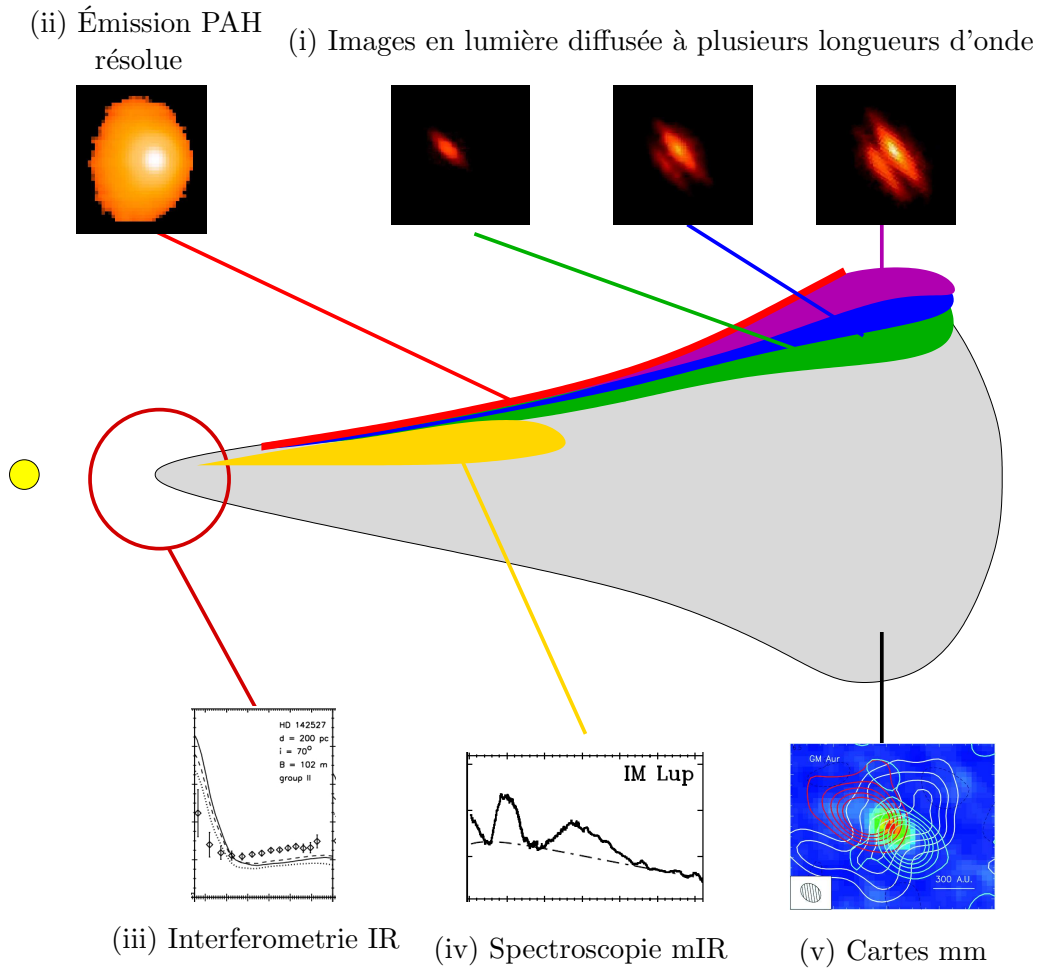 (ii) Émission PAH
résolue
(i) Images en lumière diffusée à plusieurs longueurs d'onde
HD 142527
d = 200 pc
i = 70°
B = 102 m
group II
IM Lup
GM Aur
300 A.U.
(iii) Interferometrie IR
(iv) Spectroscopie mIR
(v) Cartes mm